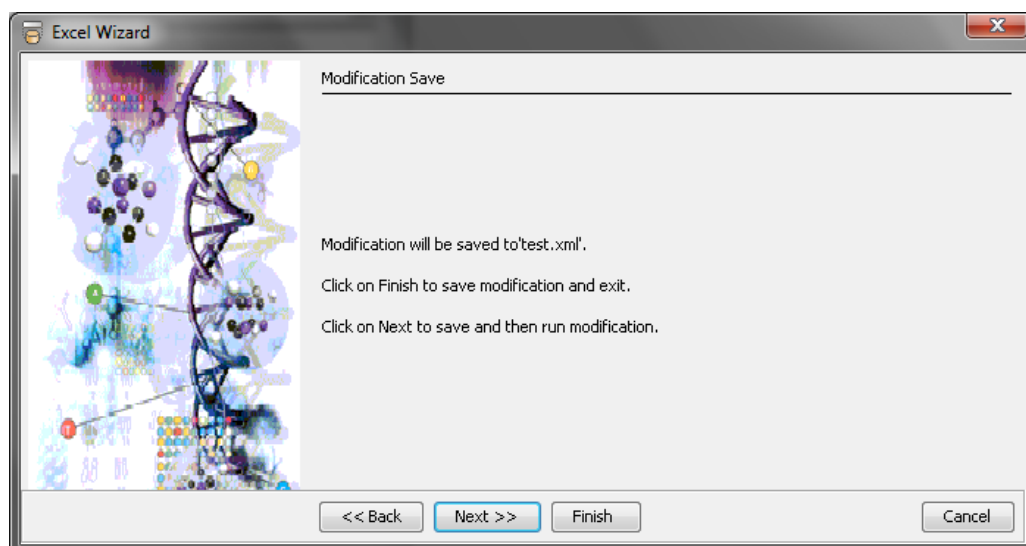 Excel Wizard
Modification Save
Modification will be saved to'test.xml'.
Click on Finish to save modification and exit.
Click on Next to save and then run modification.
<< Back
Next >>
Finish
Cancel